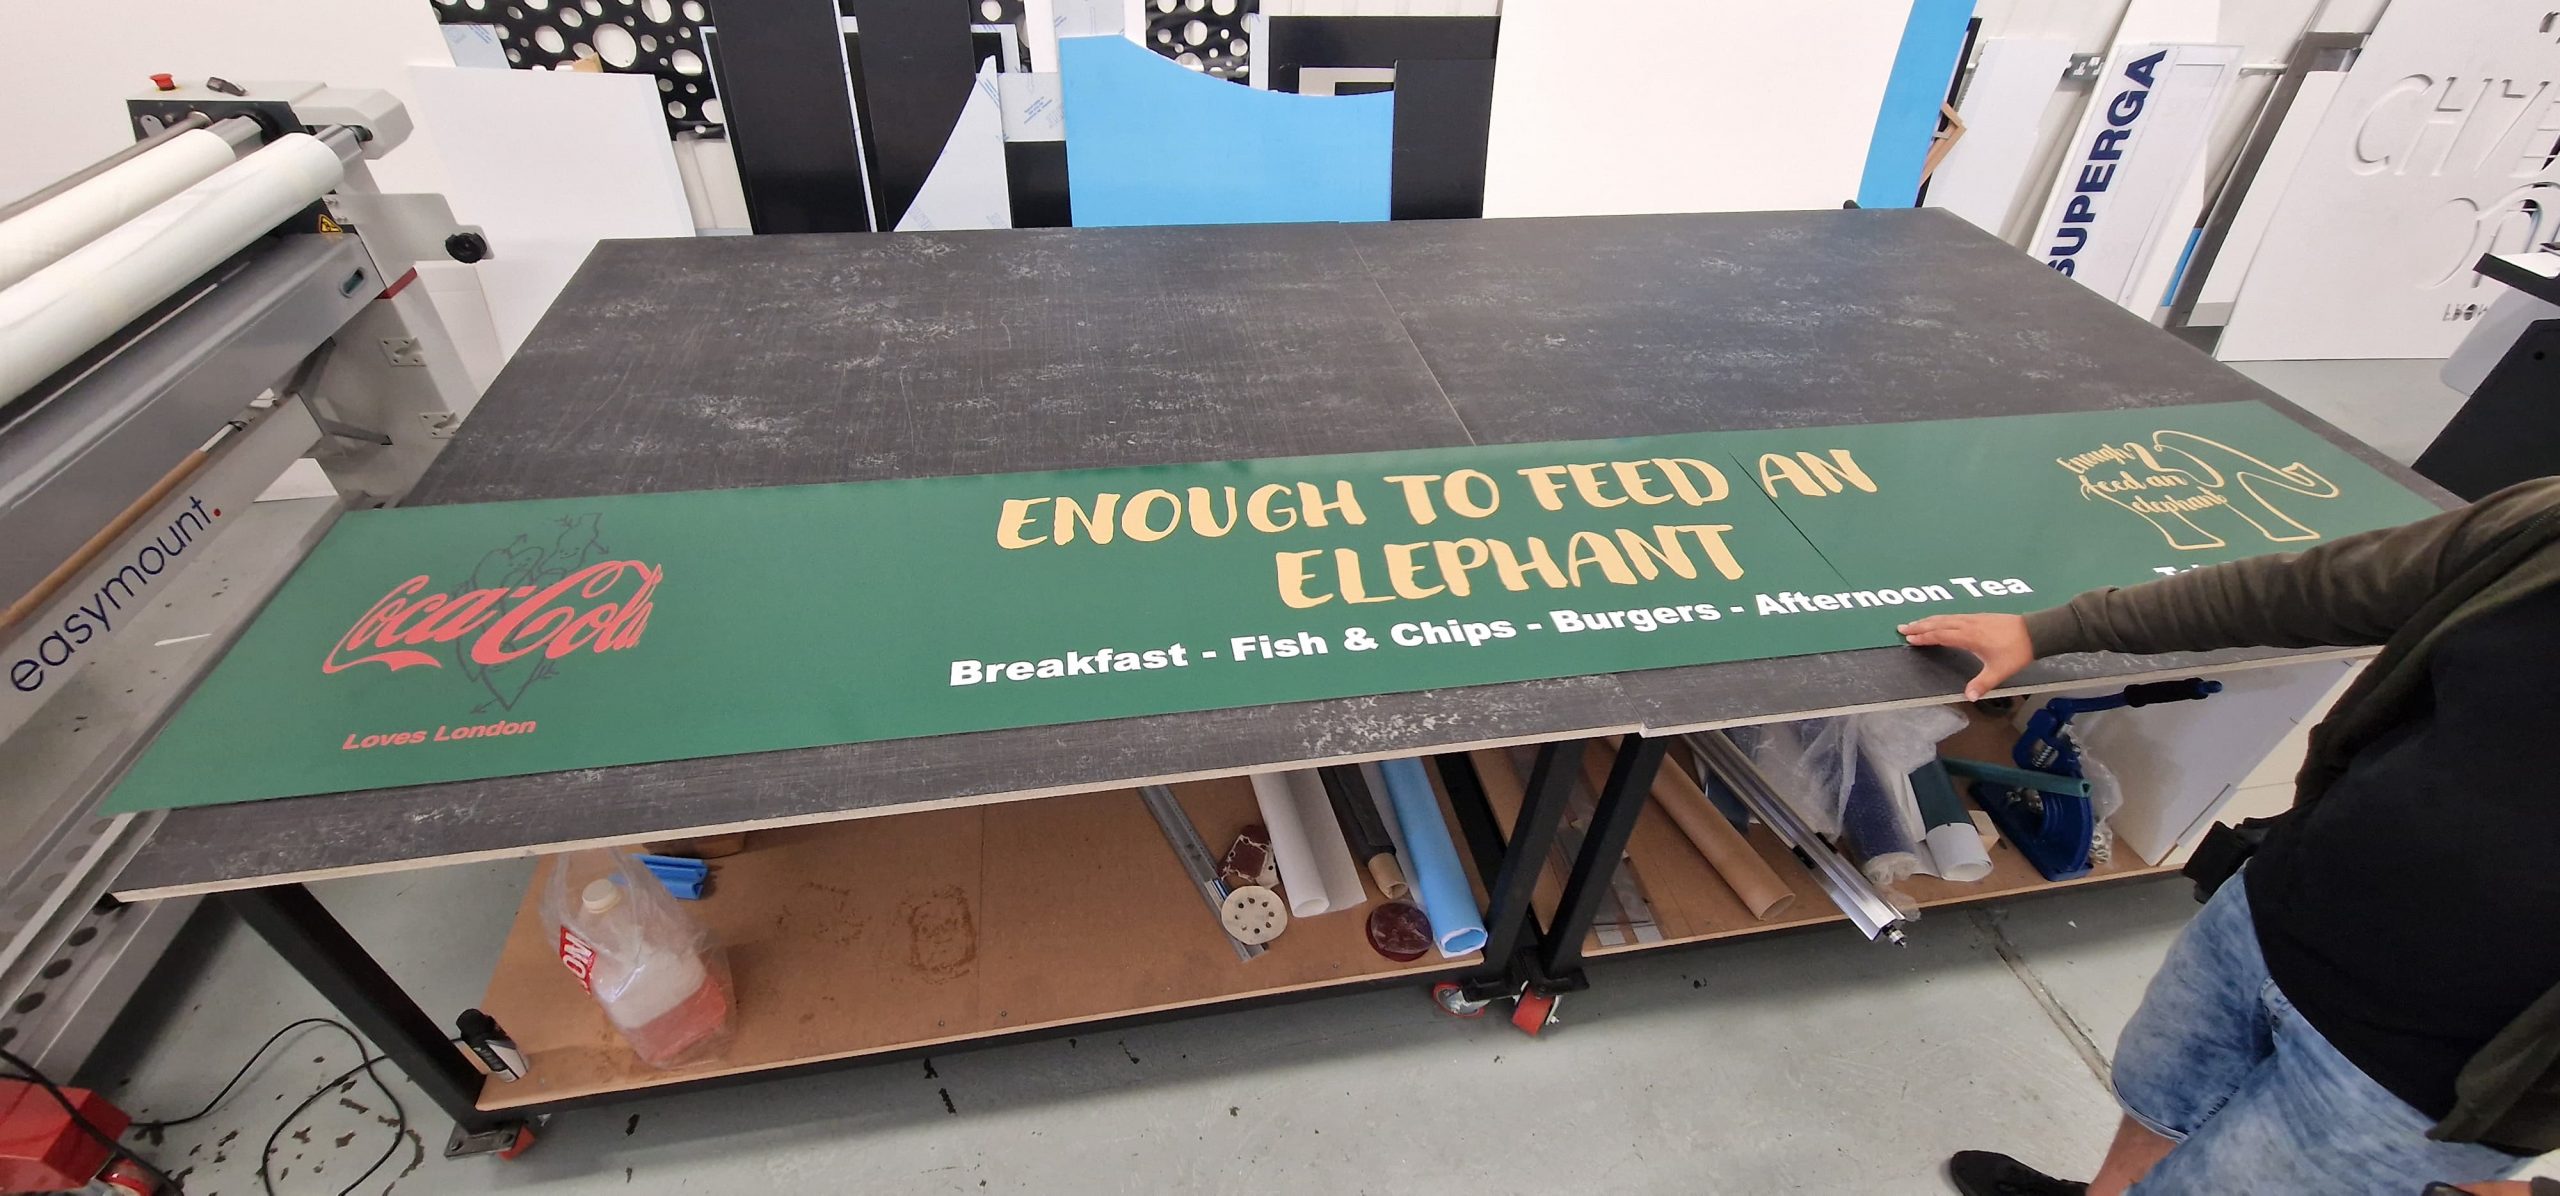 easymount.
Coca-Cola
Loves London
ENOUGH TO FEED AN
ELEPHANT
Breakfast - Fish & Chips - Burgers - Afternoon Tea
Enough 2
feed an
elephant
SUPERGA